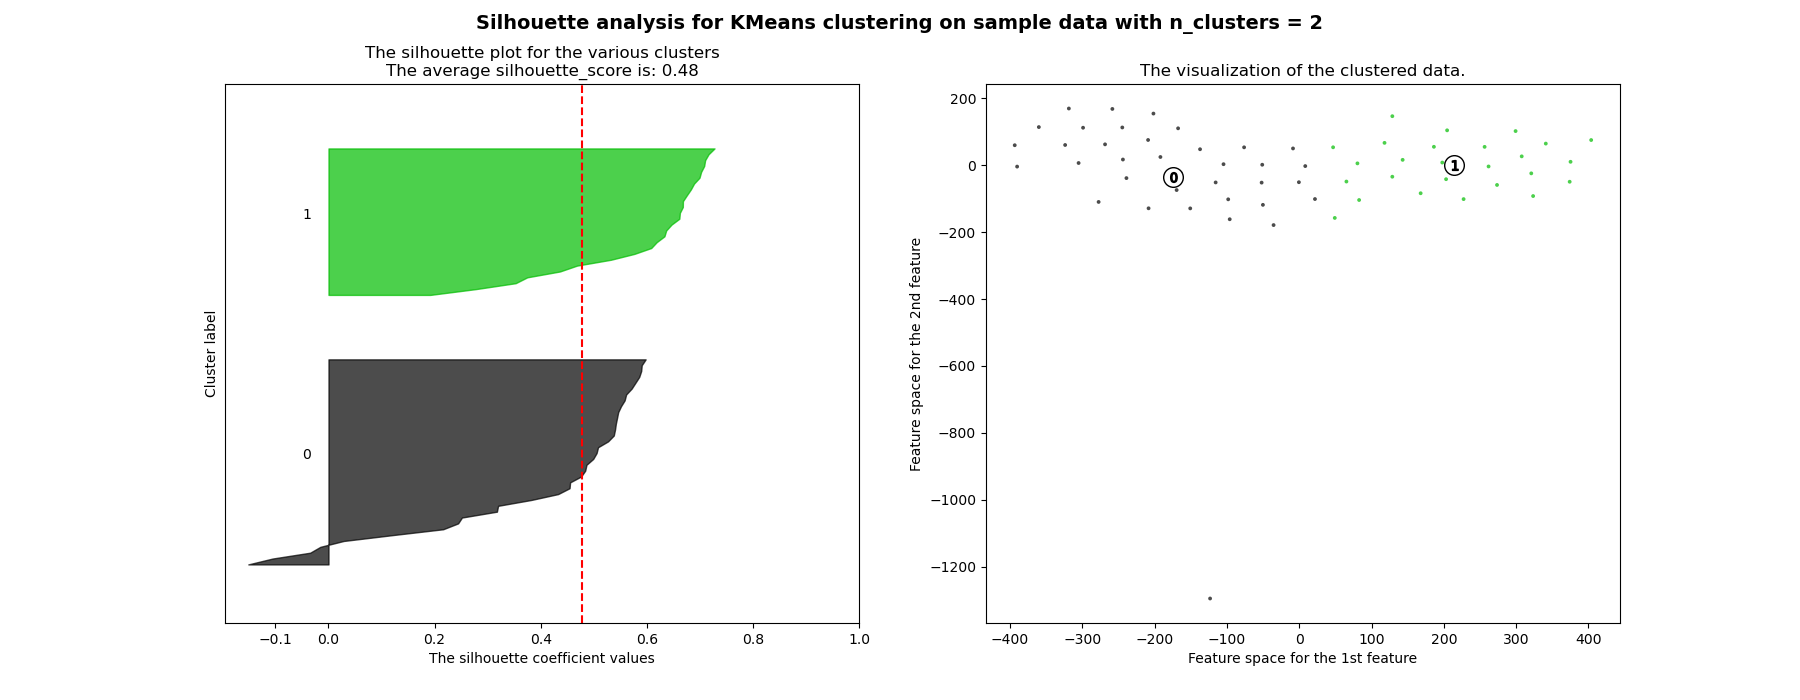 Silhouette analysis for KMeans clustering on sample data with n_clusters = 2
The silhouette plot for the various clusters
The average silhouette_score is: 0.48
Cluster label
1
0
−0.1 0.0 0.2 0.4 0.6 0.8 1.0
The silhouette coefficient values
The visualization of the clustered data.
Feature space for the 2nd feature
200
0
−200
−400
−600
−800
−1000
−1200
0
1
−400 −300 −200 −100 0 100 200 300 400
Feature space for the 1st feature